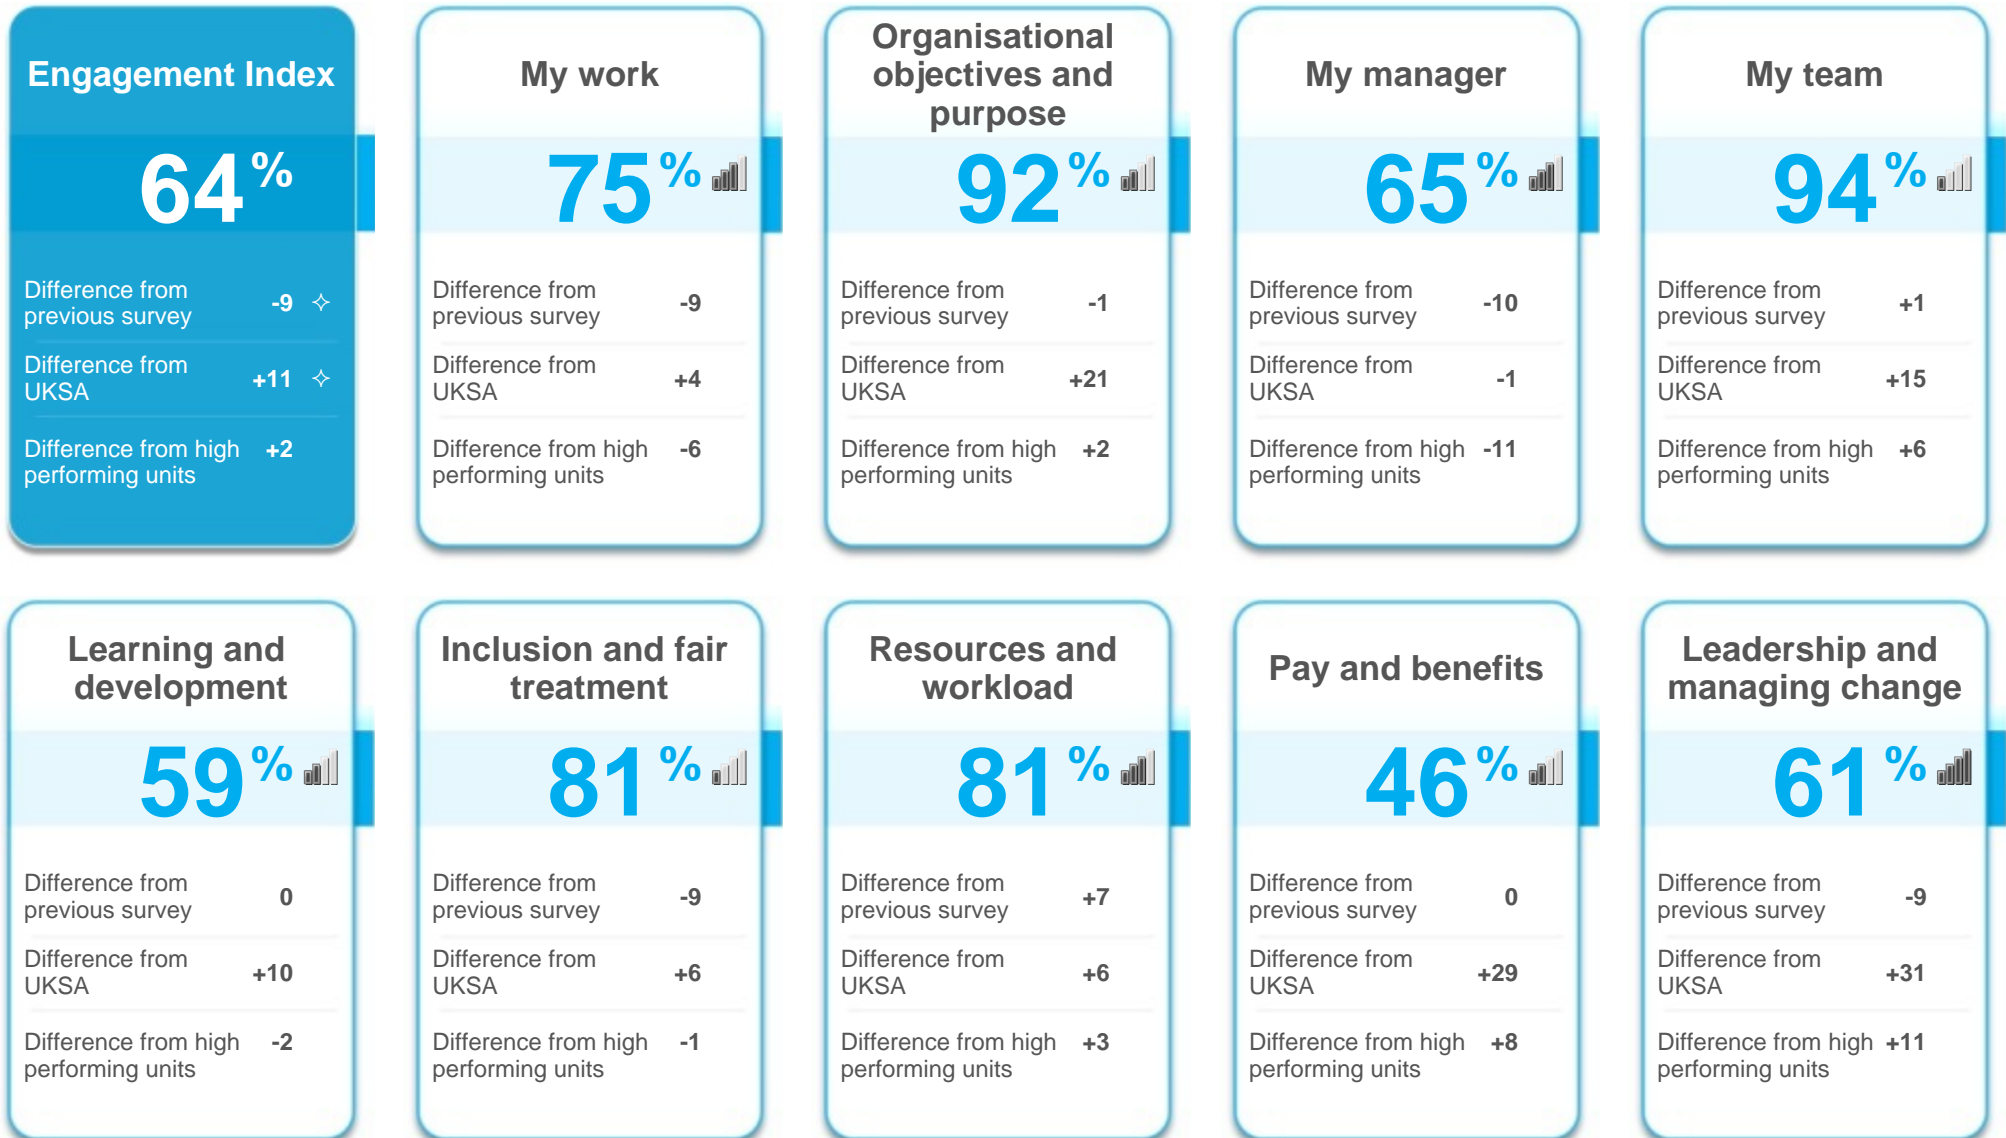 Engagement Index
64%
Difference from
previous survey
-9 ✧
Difference from
UKSA
+11 ✧
Difference from high
performing units
+2
My work
75%
Difference from
previous survey
-9
Difference from
UKSA
+4
Difference from high
performing units
-6
Organisational
objectives and
purpose
92%
Difference from
previous survey
-1
Difference from
UKSA
+21
Difference from high
performing units
+2
My manager
65%
Difference from
previous survey
-10
Difference from
UKSA
-1
Difference from high
performing units
-11
My team
94%
Difference from
previous survey
+1
Difference from
UKSA
+15
Difference from high
performing units
+6
Learning and
development
59%
Difference from
previous survey
0
Difference from
UKSA
+10
Difference from high
performing units
-2
Inclusion and fair
treatment
81%
Difference from
previous survey
-9
Difference from
UKSA
+6
Difference from high
performing units
-1
Resources and
workload
81%
Difference from
previous survey
+7
Difference from
UKSA
+6
Difference from high
performing units
+3
Pay and benefits
46%
Difference from
previous survey
0
Difference from
UKSA
+29
Difference from high
performing units
+8
Leadership and
managing change
61%
Difference from
previous survey
-9
Difference from
UKSA
+31
Difference from high
performing units
+11